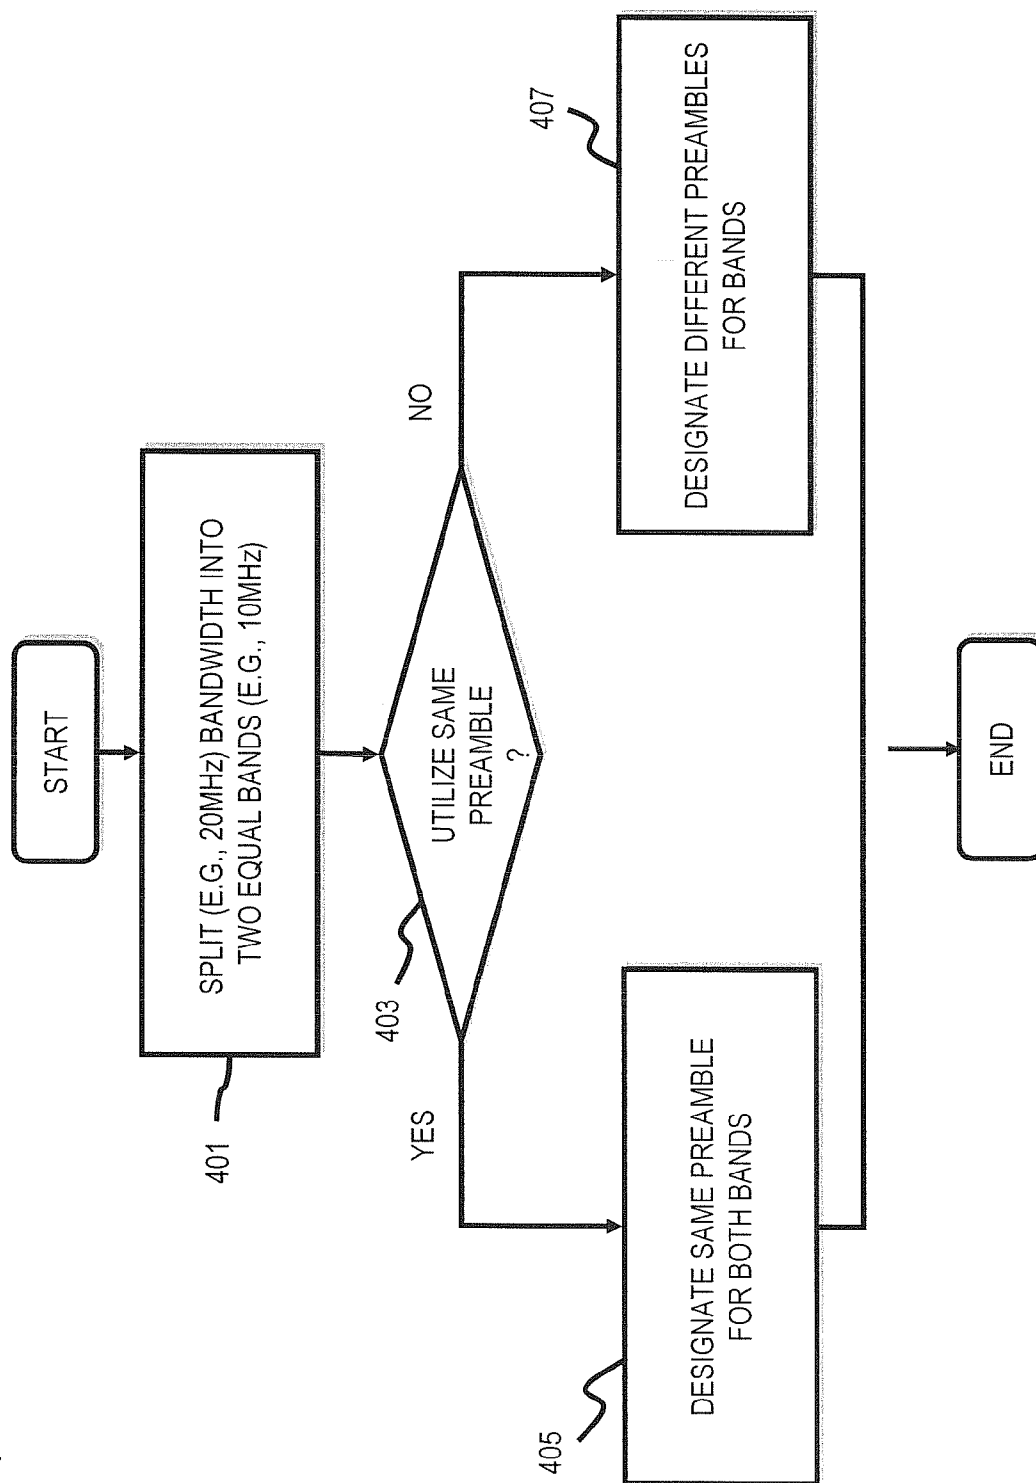 START
SPLIT (E.G., 20MHz) BANDWIDTH INTO
TWO EQUAL BANDS (E.G., 10MHz)
401
UTILIZE SAME
PREAMBLE
?
403
YES
NO
DESIGNATE SAME PREAMBLE
FOR BOTH BANDS
405
DESIGNATE DIFFERENT PREAMBLES
FOR BANDS
407
END